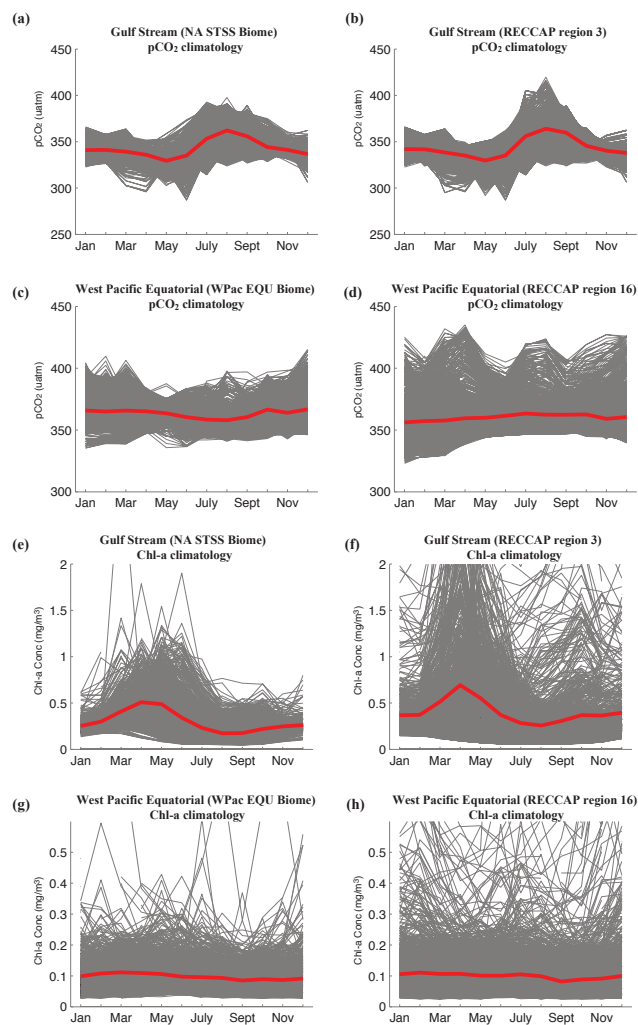 (a)
Gulf Stream (NA STSS Biome)
pCO₂ climatology
450
400
350
300
250
pCO₂ (uatm)
Jan Mar May July Sept Nov
(b)
Gulf Stream (RECCAP region 3)
pCO₂ climatology
450
400
350
300
250
pCO₂ (uatm)
Jan Mar May July Sept Nov
(c)
West Pacific Equatorial (WPac EQU Biome)
pCO₂ climatology
450
400
350
300
pCO₂ (uatm)
Jan Mar May July Sept Nov
(d)
West Pacific Equatorial (RECCAP region 16)
pCO₂ climatology
450
400
350
300
pCO₂ (uatm)
Jan Mar May July Sept Nov
(e)
Gulf Stream (NA STSS Biome)
Chl-a climatology
2
1.5
1
0.5
0
Chl-a Conc (mg/m³)
Jan Mar May July Sept Nov
(f)
Gulf Stream (RECCAP region 3)
Chl-a climatology
2
1.5
1
0.5
0
Chl-a Conc (mg/m³)
Jan Mar May July Sept Nov
(g)
West Pacific Equatorial (WPac EQU Biome)
Chl-a climatology
0.5
0.4
0.3
0.2
0.1
0
Chl-a Conc (mg/m³)
Jan Mar May July Sept Nov
(h)
West Pacific Equatorial (RECCAP region 16)
Chl-a climatology
0.5
0.4
0.3
0.2
0.1
0
Chl-a Conc (mg/m³)
Jan Mar May July Sept Nov